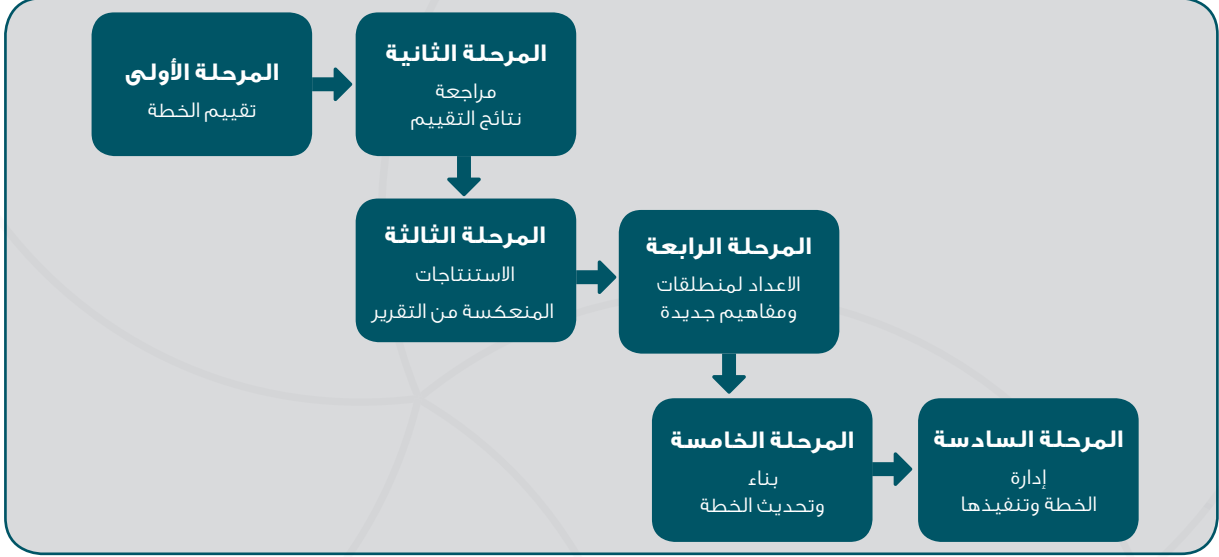 المرحلة الأولى
تقييم الخطة
المرحلة الثانية
مراجعة
نتائج التقييم
المرحلة الثالثة
الاستنتاجات
المنعكسة من التقرير
المرحلة الرابعة
الاعداد لمنطلقات
ومفاهيم جديدة
المرحلة الخامسة
بناء
وتحديث الخطة
المرحلة السادسة
إدارة
الخطة وتنفيذها